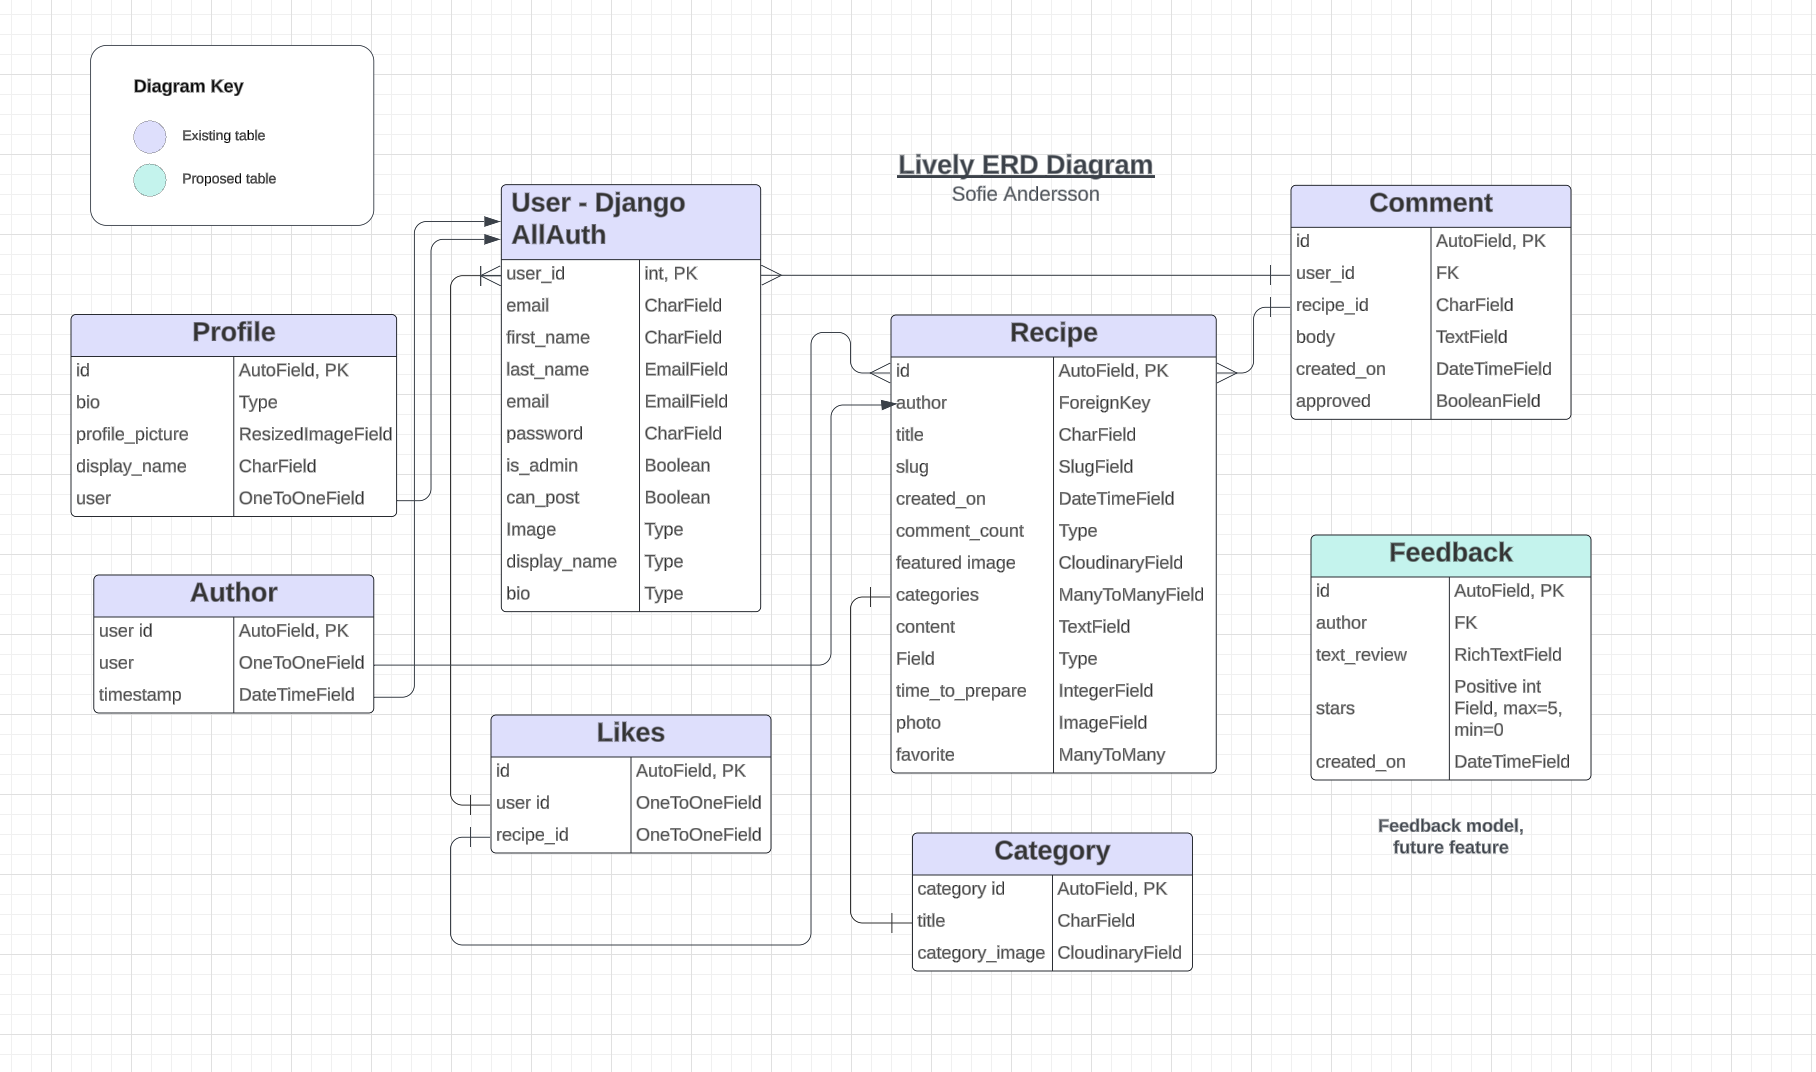 Diagram Key
Existing table
Proposed table
Lively ERD Diagram
Sofie Andersson
User - Django
AllAuth
user_id int, PK
email CharField
first_name CharField
last_name EmailField
email EmailField
password CharField
is_admin Boolean
can_post Boolean
Image Type
display_name Type
bio Type
Profile
id AutoField, PK
bio Type
profile_picture ResizedImageField
display_name CharField
user OneToOneField
Author
user id AutoField, PK
user OneToOneField
timestamp DateTimeField
Likes
id AutoField, PK
user id OneToOneField
recipe_id OneToOneField
Recipe
id AutoField, PK
author ForeignKey
title CharField
slug SlugField
created_on DateTimeField
comment_count Type
featured image CloudinaryField
categories ManyToManyField
content TextField
Field Type
time_to_prepare IntegerField
photo ImageField
favorite ManyToMany
Category
category id AutoField, PK
title CharField
category_image CloudinaryField
Comment
id AutoField, PK
user_id FK
recipe_id CharField
body TextField
created_on DateTimeField
approved BooleanField
Feedback
id AutoField, PK
author FK
text_review RichTextField
stars Positive int
Field, max=5,
min=0
created_on DateTimeField
Feedback model,
future feature